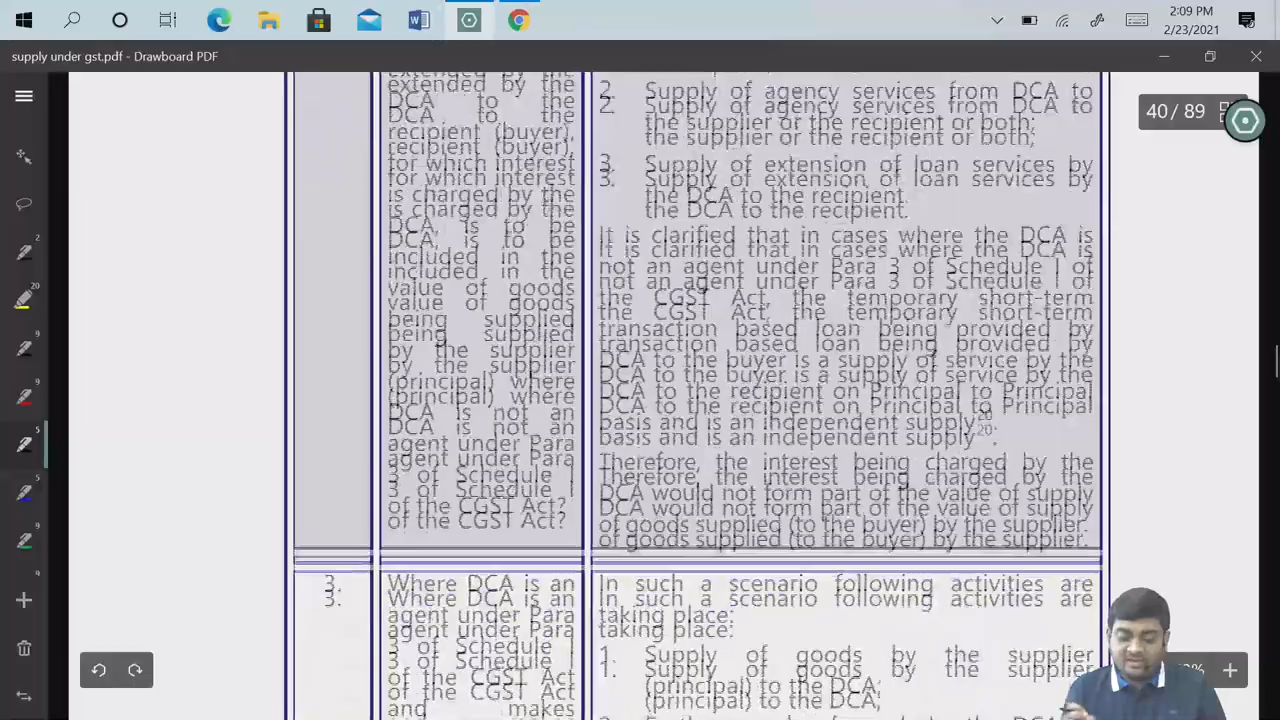 2:09 PM
2/23/2021
supply under gst.pdf - Drawboard PDF
40 / 89
2
20
9
9
5
5
9
extended by the
DCA to the
recipient (buyer),
for which interest
is charged by the
DCA, is to be
included in the
value of goods
being supplied
by the supplier
(principal) where
DCA is not an
agent under Para
3 of Schedule I
of the CGST Act?
2. Supply of agency services from DCA to
the supplier or the recipient or both;
3. Supply of extension of loan services by
the DCA to the recipient.
It is clarified that in cases where the DCA is
not an agent under Para 3 of Schedule I of
the CGST Act, the temporary short-term
transaction based loan being provided by
DCA to the buyer is a supply of service by the
DCA to the recipient on Principal to Principal
basis and is an independent supply20.
Therefore, the interest being charged by the
DCA would not form part of the value of supply
of goods supplied (to the buyer) by the supplier.
3.
Where DCA is an
agent under Para
3 of Schedule I
of the CGST Act
and makes
In such a scenario following activities are
taking place:
1. Supply of goods by the supplier
(principal) to the DCA;